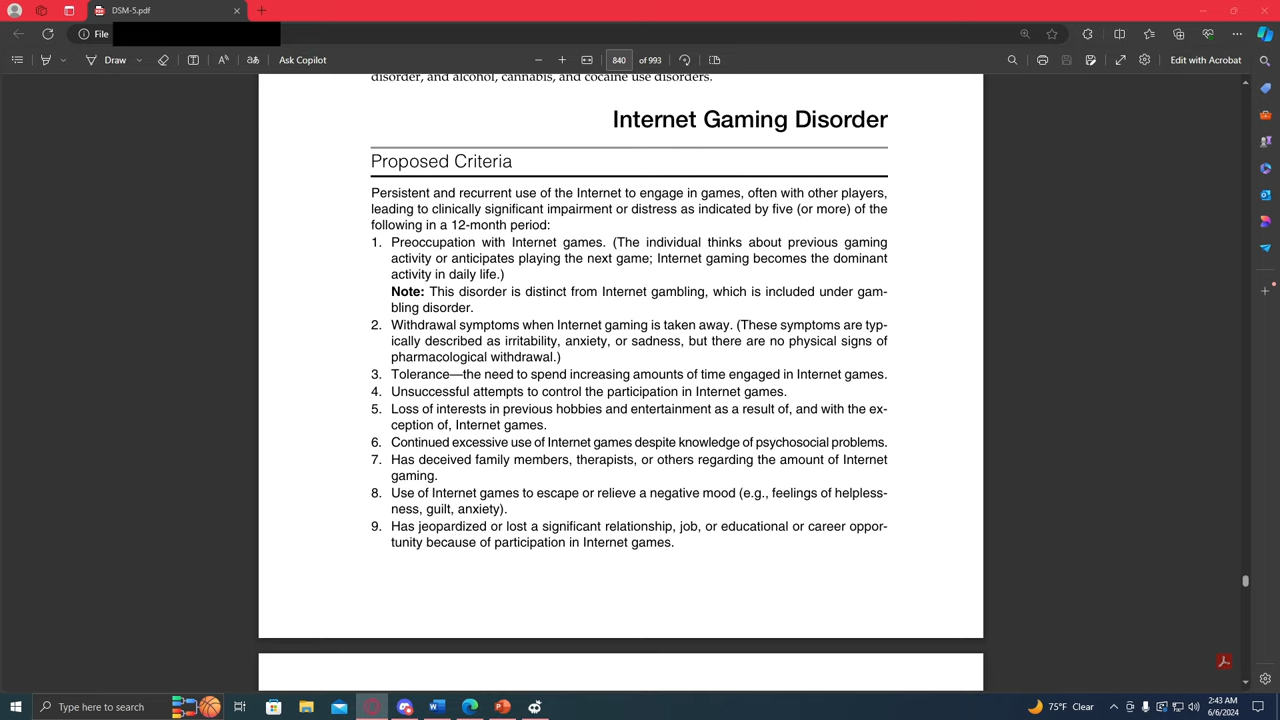 DSM-5.pdf
File
Draw
Ask Copilot
840 of 993
Edit with Acrobat
disorder, and alcohol, cannabis, and cocaine use disorders.
Internet Gaming Disorder
Proposed Criteria
Persistent and recurrent use of the Internet to engage in games, often with other players,
leading to clinically significant impairment or distress as indicated by five (or more) of the
following in a 12-month period:
1. Preoccupation with Internet games. (The individual thinks about previous gaming
activity or anticipates playing the next game; Internet gaming becomes the dominant
activity in daily life.)
Note: This disorder is distinct from Internet gambling, which is included under gam-
bling disorder.
2. Withdrawal symptoms when Internet gaming is taken away. (These symptoms are typ-
ically described as irritability, anxiety, or sadness, but there are no physical signs of
pharmacological withdrawal.)
3. Tolerance—the need to spend increasing amounts of time engaged in Internet games.
4. Unsuccessful attempts to control the participation in Internet games.
5. Loss of interests in previous hobbies and entertainment as a result of, and with the ex-
ception of, Internet games.
6. Continued excessive use of Internet games despite knowledge of psychosocial problems.
7. Has deceived family members, therapists, or others regarding the amount of Internet
gaming.
8. Use of Internet games to escape or relieve a negative mood (e.g., feelings of helpless-
ness, guilt, anxiety).
9. Has jeopardized or lost a significant relationship, job, or educational or career oppor-
tunity because of participation in Internet games.
Type here to search
75°F Clear
2:43 AM
6/6/2024